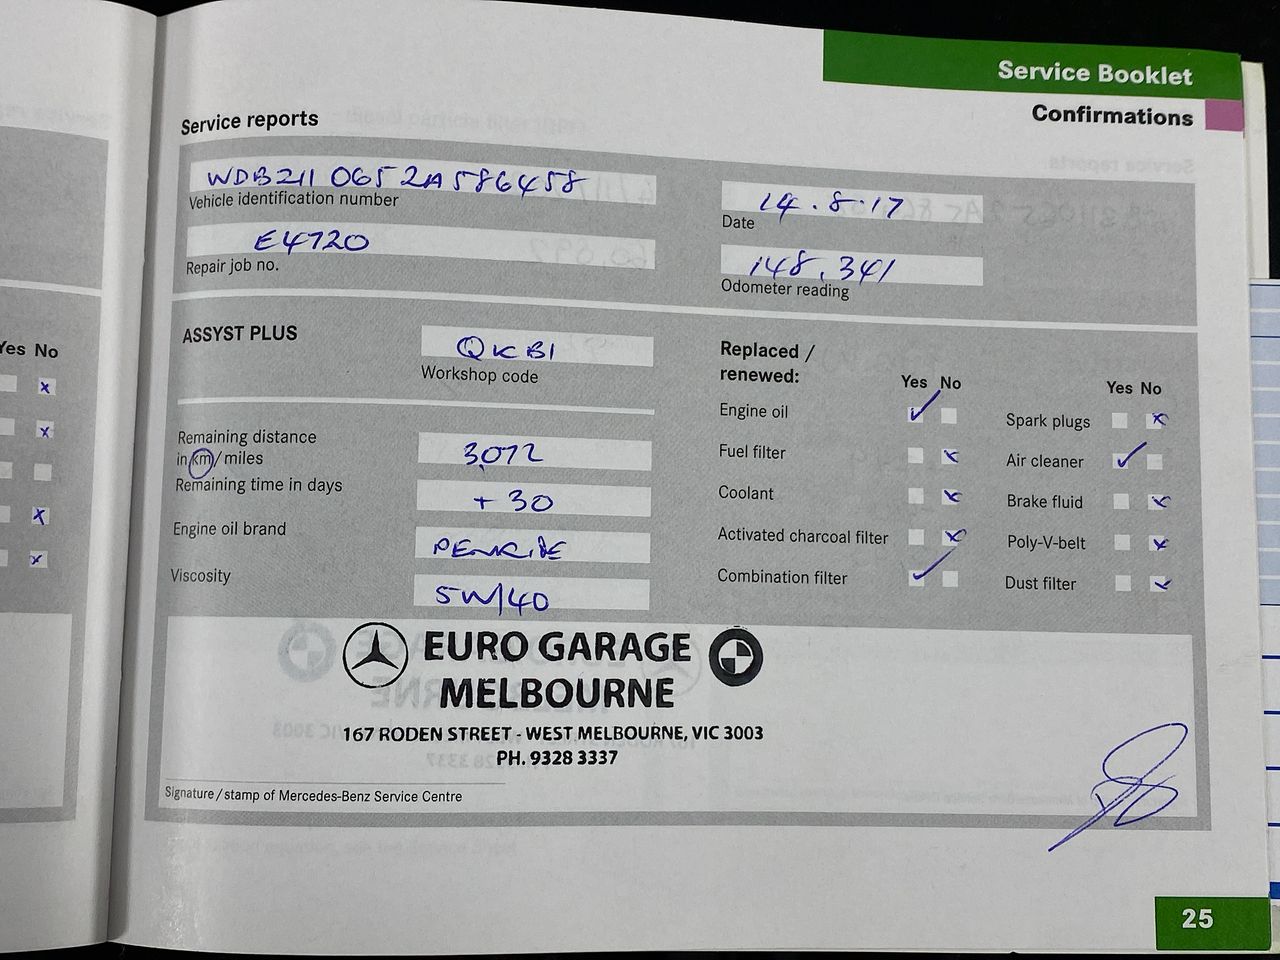 Service Booklet
Confirmations
Service reports
WDB211 0652A586458
Vehicle identification number
14.8.17
Date
E4720
Repair job no.
148,341
Odometer reading
ASSYST PLUS
QKB1
Workshop code
Remaining distance
in km/miles
3,072
Remaining time in days
+ 30
Engine oil brand
PENRITE
Viscosity
5W/40
Replaced /
renewed:
Yes No
Engine oil
Fuel filter
Coolant
Activated charcoal filter
Combination filter
Yes No
Spark plugs
Air cleaner
Brake fluid
Poly-V-belt
Dust filter
Yes No
EURO GARAGE
MELBOURNE
167 RODEN STREET - WEST MELBOURNE, VIC 3003
PH. 9328 3337
Signature/stamp of Mercedes-Benz Service Centre
25